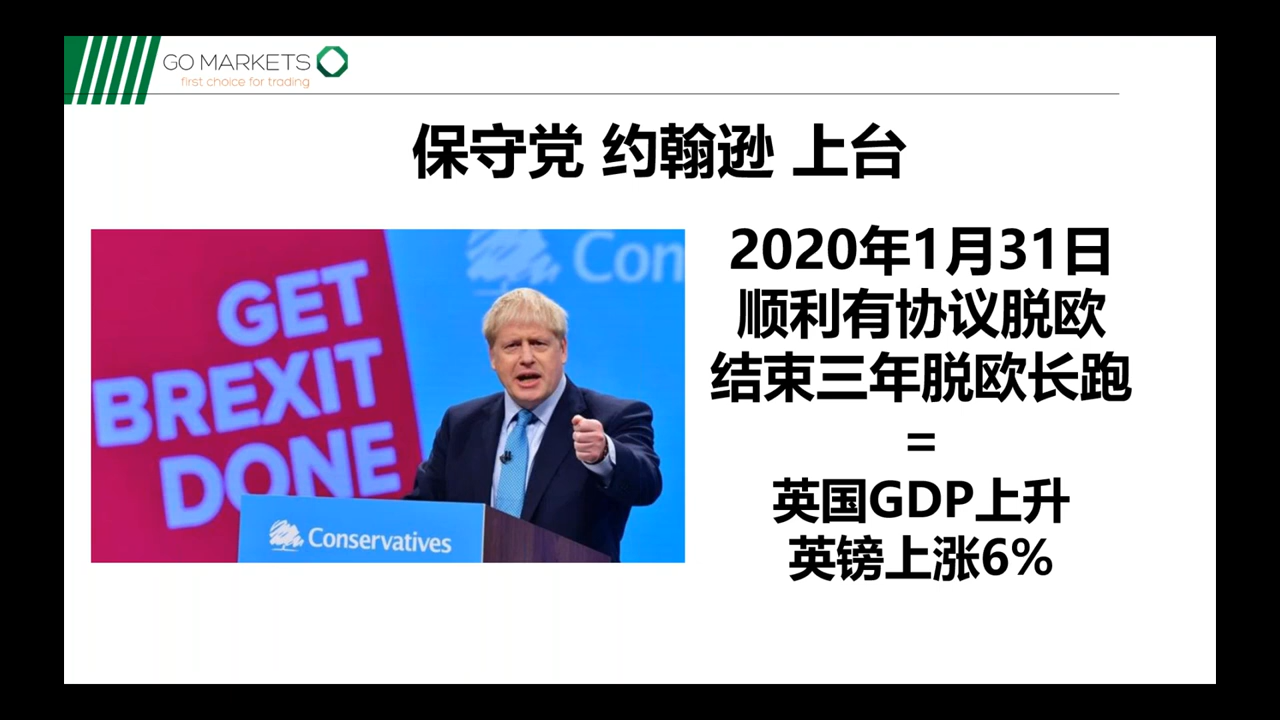 GO MARKETS
first choice for trading
保守党 约翰逊 上台
GET
BREXIT
DONE
Con
Conservatives
2020年1月31日
顺利有协议脱欧
结束三年脱欧长跑
=
英国GDP上升
英镑上涨6%